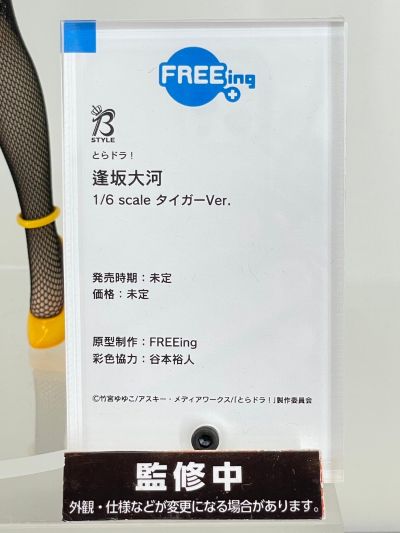 FREEing
B
STYLE
とらドラ！
逢坂大河
1/6 scale タイガーVer.
発売時期：未定
価格：未定
原型制作：FREEing
彩色協力：谷本裕人
©竹宮ゆゆこ/アスキー・メディアワークス/｢とらドラ！｣製作委員会
監修中
外観・仕様などが変更になる場合があります。